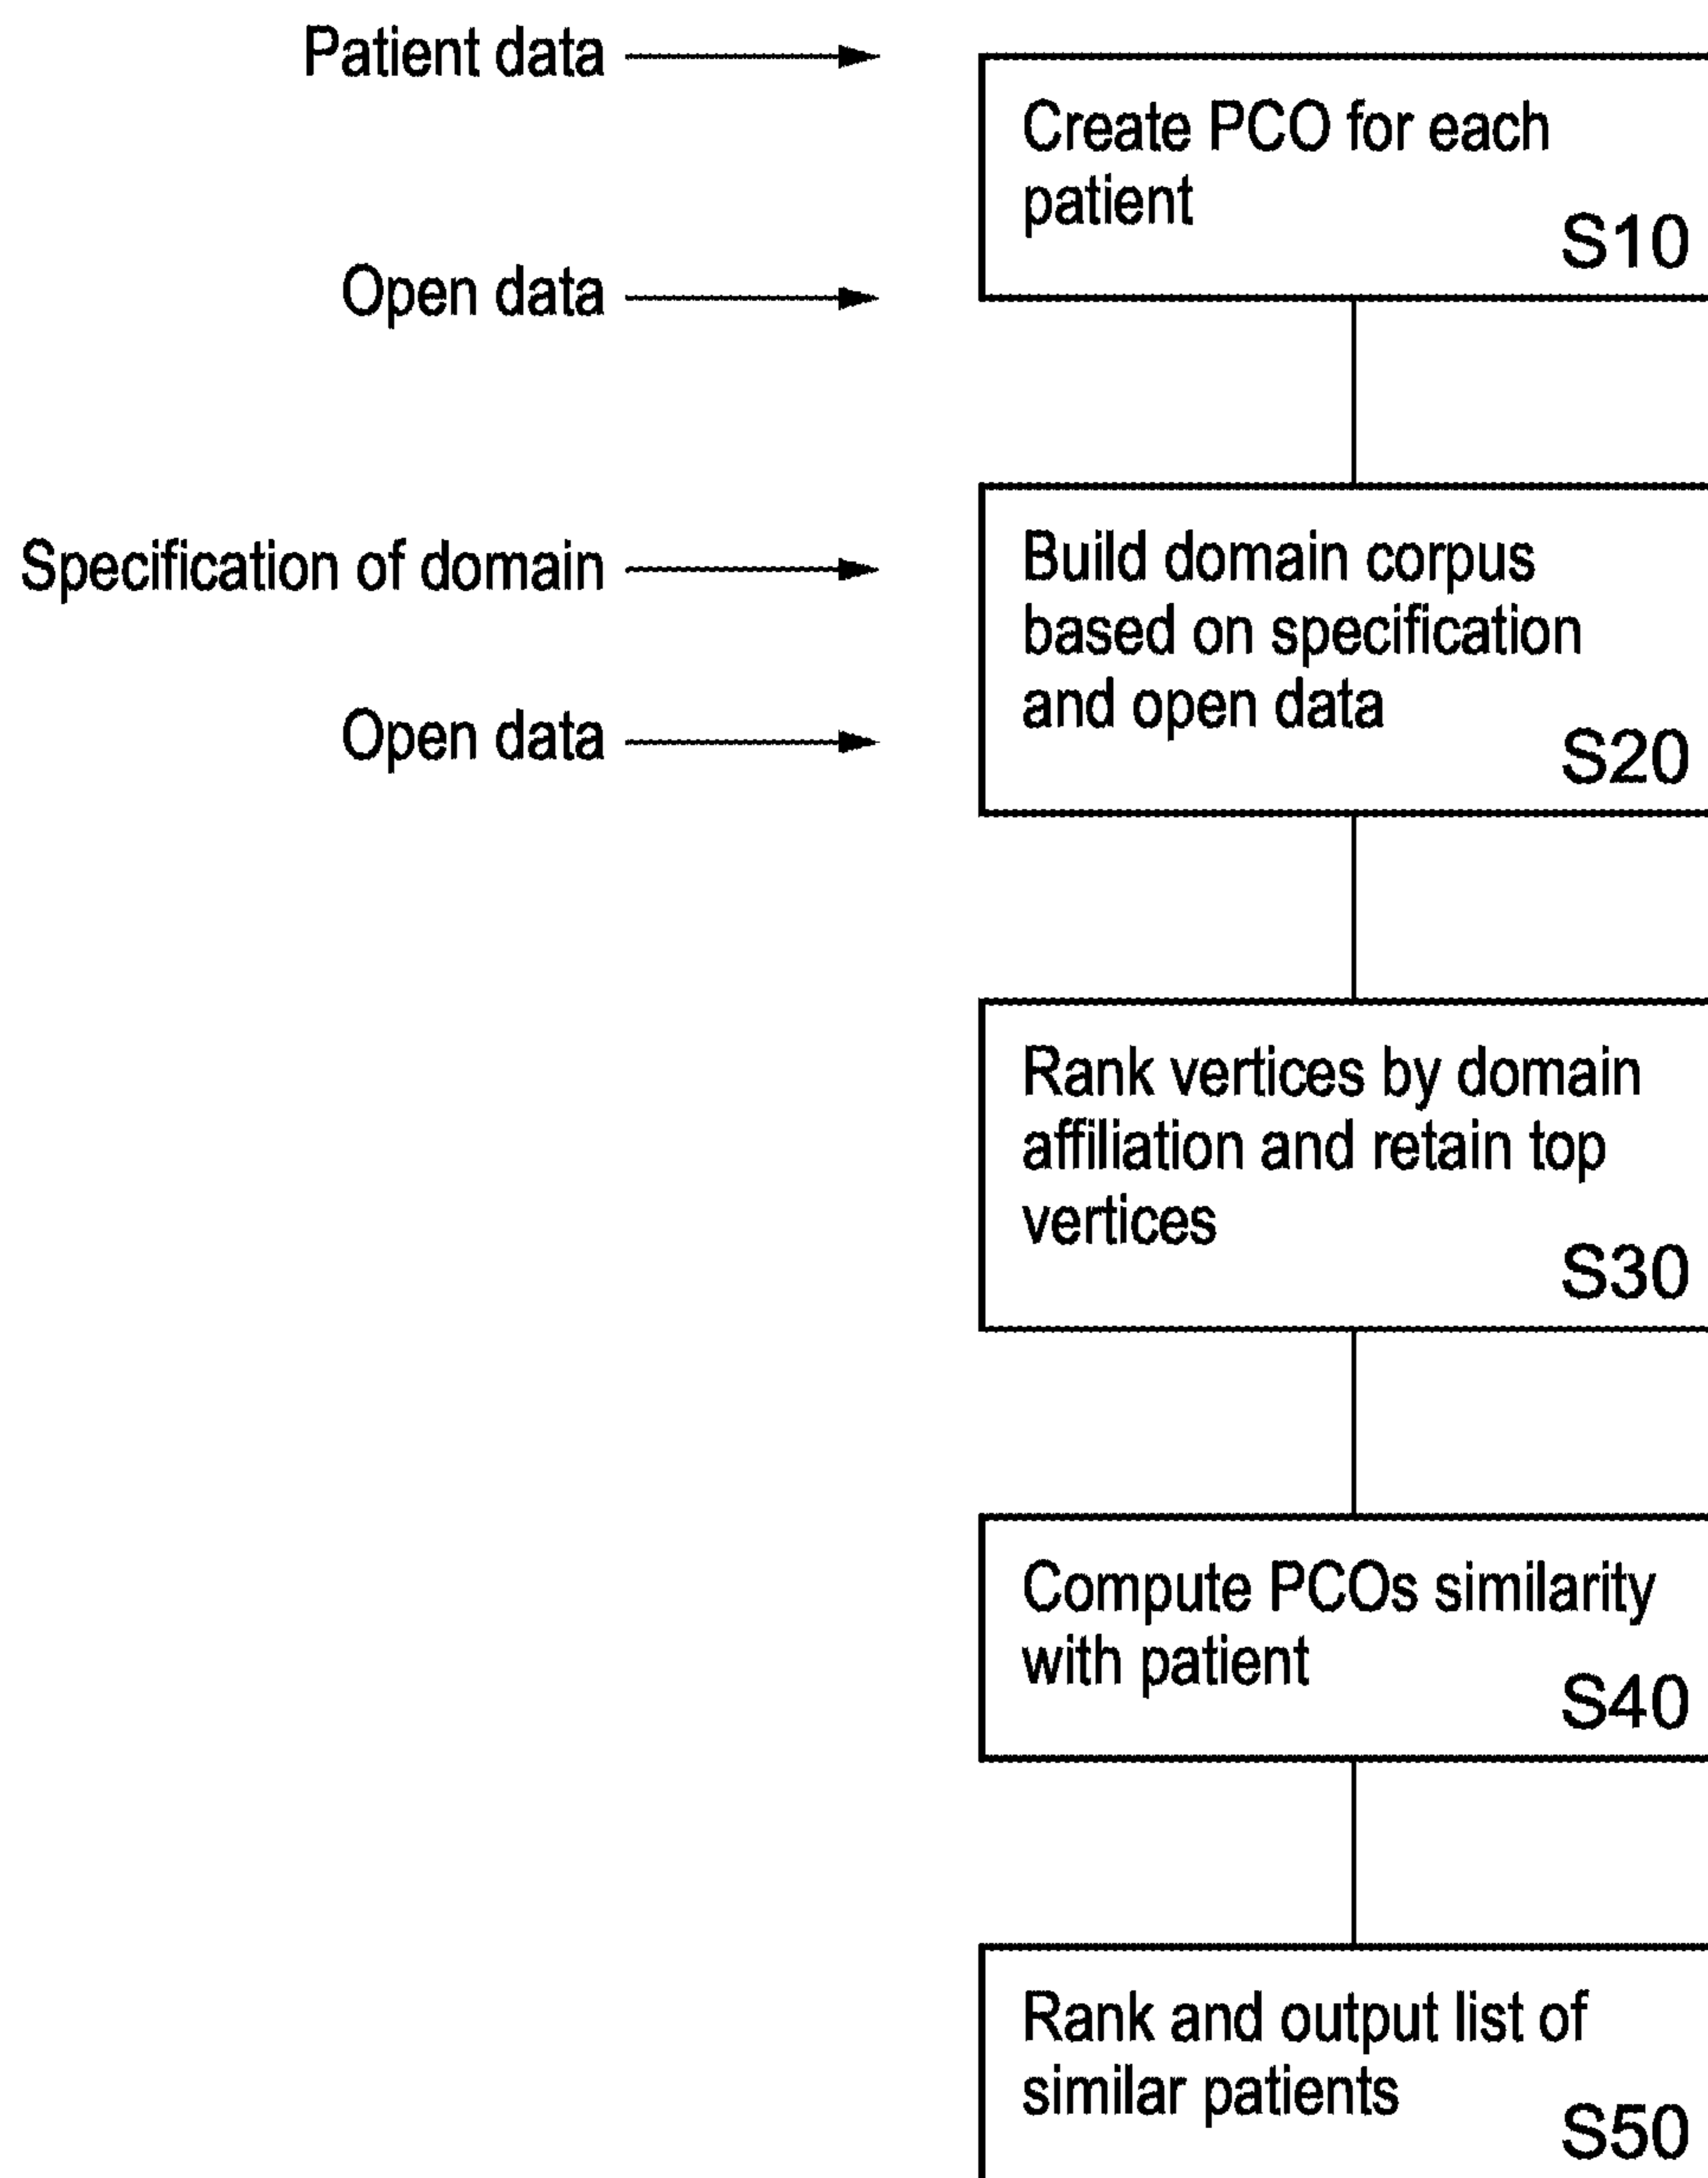 Patient data
Create PCO for each
patient
S10
Open data
Specification of domain
Build domain corpus
based on specification
and open data
S20
Open data
Rank vertices by domain
affiliation and retain top
vertices
S30
Compute PCOs similarity
with patient
S40
Rank and output list of
similar patients
S50